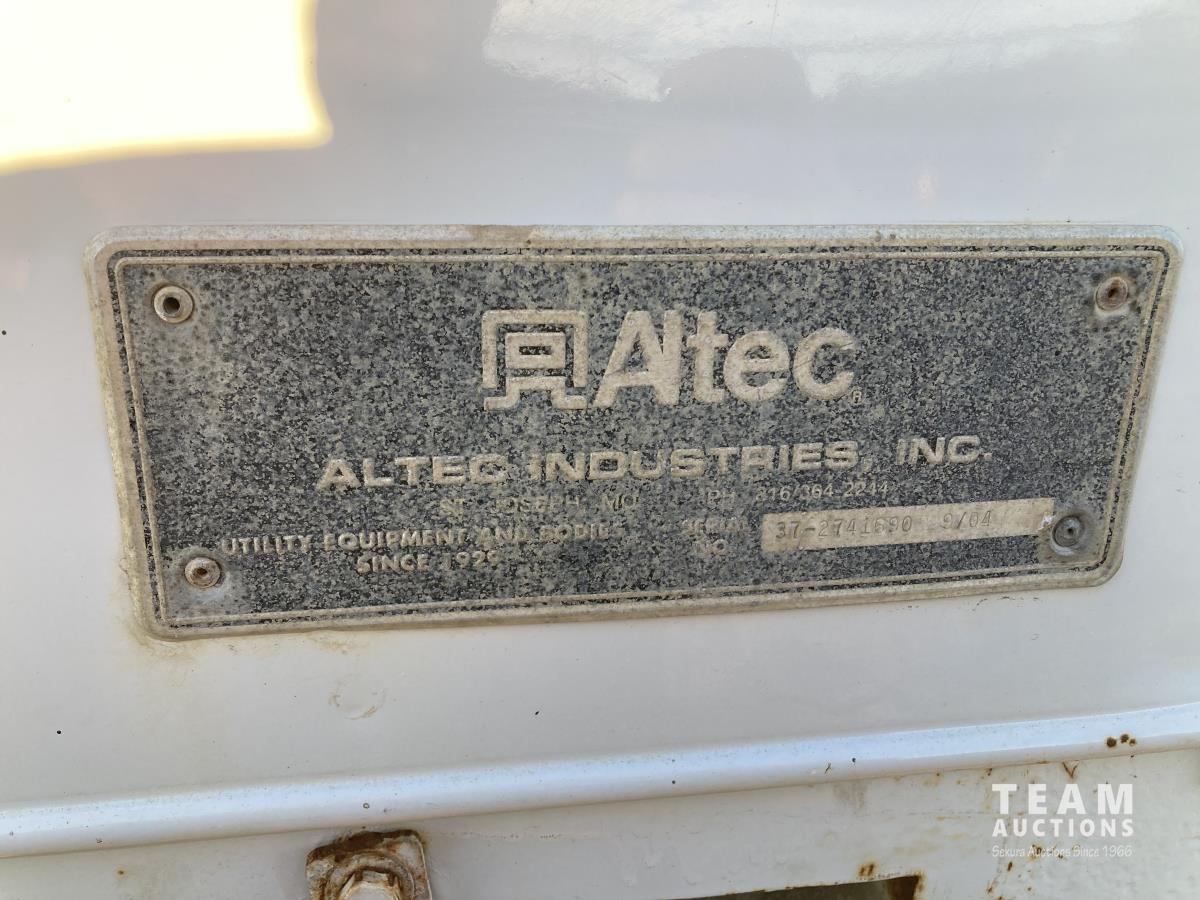 Altec®
ALTEC INDUSTRIES, INC.
ST. JOSEPH, MO PH. 816/364-2244
UTILITY EQUIPMENT AND BODIES
SINCE 1929
SERIAL
NO.
37-2741690 9/04
TEAM
AUCTIONS
Sekura Auctions Since 1966